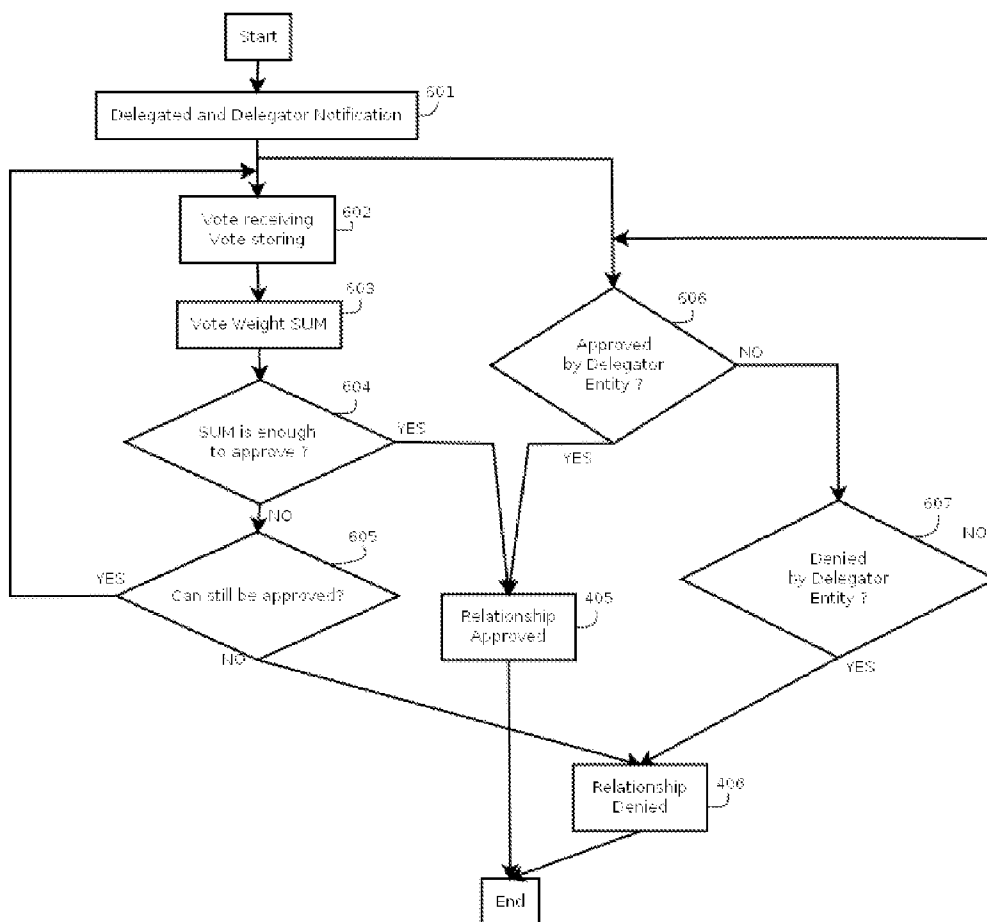 Start
601
Delegated and Delegator Notification
Vote receiving
Vote storing
602
603
Vote Weight SUM
606
Approved
by Delegator
Entity ?
NO
604
SUM is enough
to approve ?
YES
YES
NO
607
NO
605
Denied
by Delegator
Entity ?
YES
Can still be approved?
405
Relationship
Approved
NO
YES
Relationship
Denied
406
End